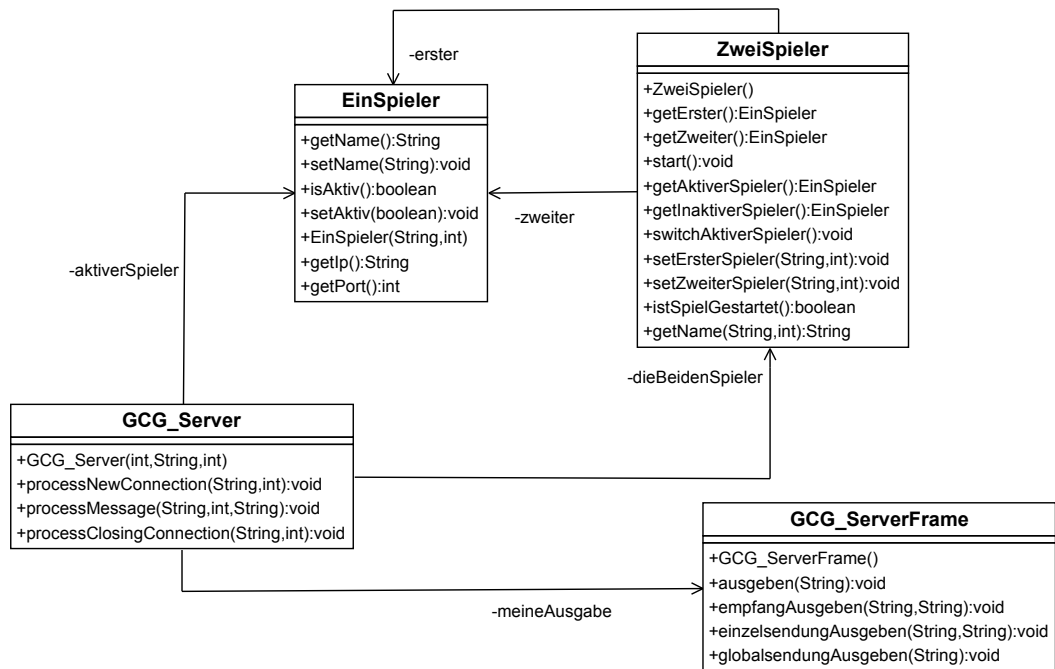 -erster
ZweiSpieler
+ZweiSpieler()
+getErster():EinSpieler
+getZweiter():EinSpieler
+start():void
+getAktiverSpieler():EinSpieler
+getInaktiverSpieler():EinSpieler
+switchAktiverSpieler():void
+setErsterSpieler(String,int):void
+setZweiterSpieler(String,int):void
+istSpielGestartet():boolean
+getName(String,int):String
EinSpieler
+getName():String
+setName(String):void
+isAktiv():boolean
+setAktiv(boolean):void
+EinSpieler(String,int)
+getIp():String
+getPort():int
-zweiter
-aktiverSpieler
-dieBeidenSpieler
GCG_Server
+GCG_Server(int,String,int)
+processNewConnection(String,int):void
+processMessage(String,int,String):void
+processClosingConnection(String,int):void
-meineAusgabe
GCG_ServerFrame
+GCG_ServerFrame()
+ausgeben(String):void
+empfangAusgeben(String,String):void
+einzelsendungAusgeben(String,String):void
+globalsendungAusgeben(String):void